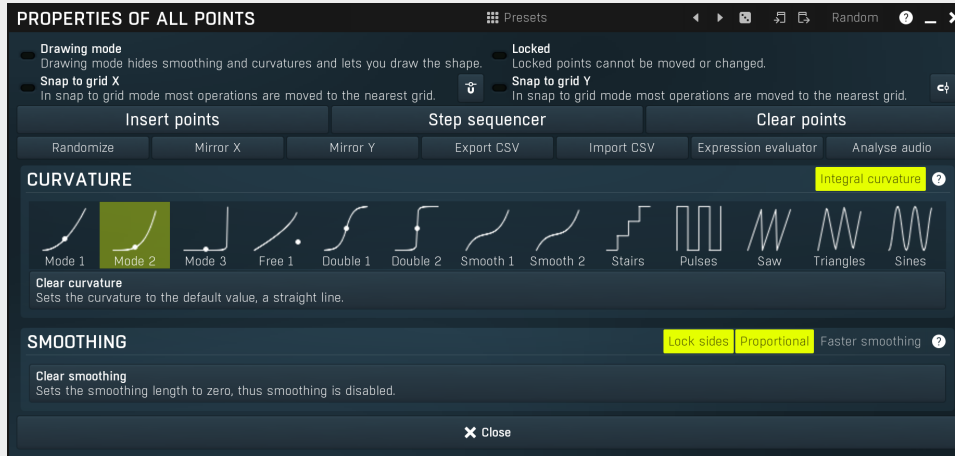 PROPERTIES OF ALL POINTS Presets Random ?
Drawing mode
Drawing mode hides smoothing and curvatures and lets you draw the shape.
Locked
Locked points cannot be moved or changed.
Snap to grid X
In snap to grid mode most operations are moved to the nearest grid.
Snap to grid Y
In snap to grid mode most operations are moved to the nearest grid.
Insert points Step sequencer Clear points
Randomize Mirror X Mirror Y Export CSV Import CSV Expression evaluator Analyse audio
CURVATURE Integral curvature ?
Mode 1 Mode 2 Mode 3 Free 1 Double 1 Double 2 Smooth 1 Smooth 2 Stairs Pulses Saw Triangles Sines
Clear curvature
Sets the curvature to the default value, a straight line.
SMOOTHING Lock sides Proportional Faster smoothing ?
Clear smoothing
Sets the smoothing length to zero, thus smoothing is disabled.
Close